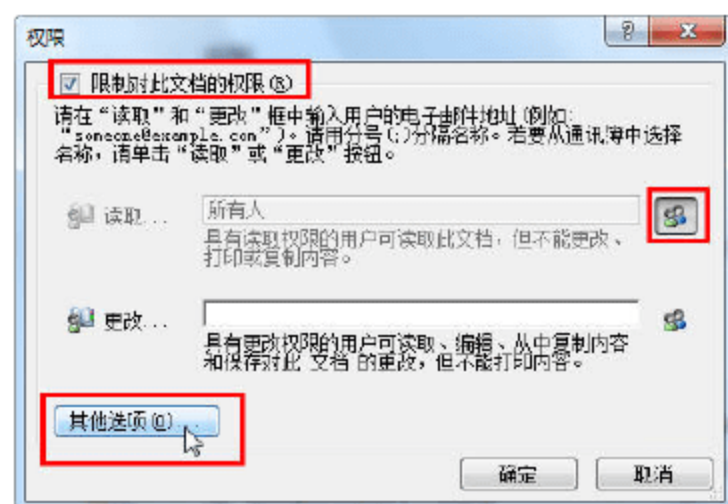 权限
限制对此文档的权限(R)
请在“读取”和“更改”框中输入用户的电子邮件地址(例如:
“someone@example.com”)。请用分号(;)分隔名称。若要从通讯簿中选择
名称，请单击“读取”或“更改”按钮。
读取...
所有人
具有读取权限的用户可读取此文档，但不能更改、
打印或复制内容。
更改...
具有更改权限的用户可读取、编辑、从中复制内容
和保存对此 文档 的更改，但不能打印内容。
其他选项(O)...
确定
取消